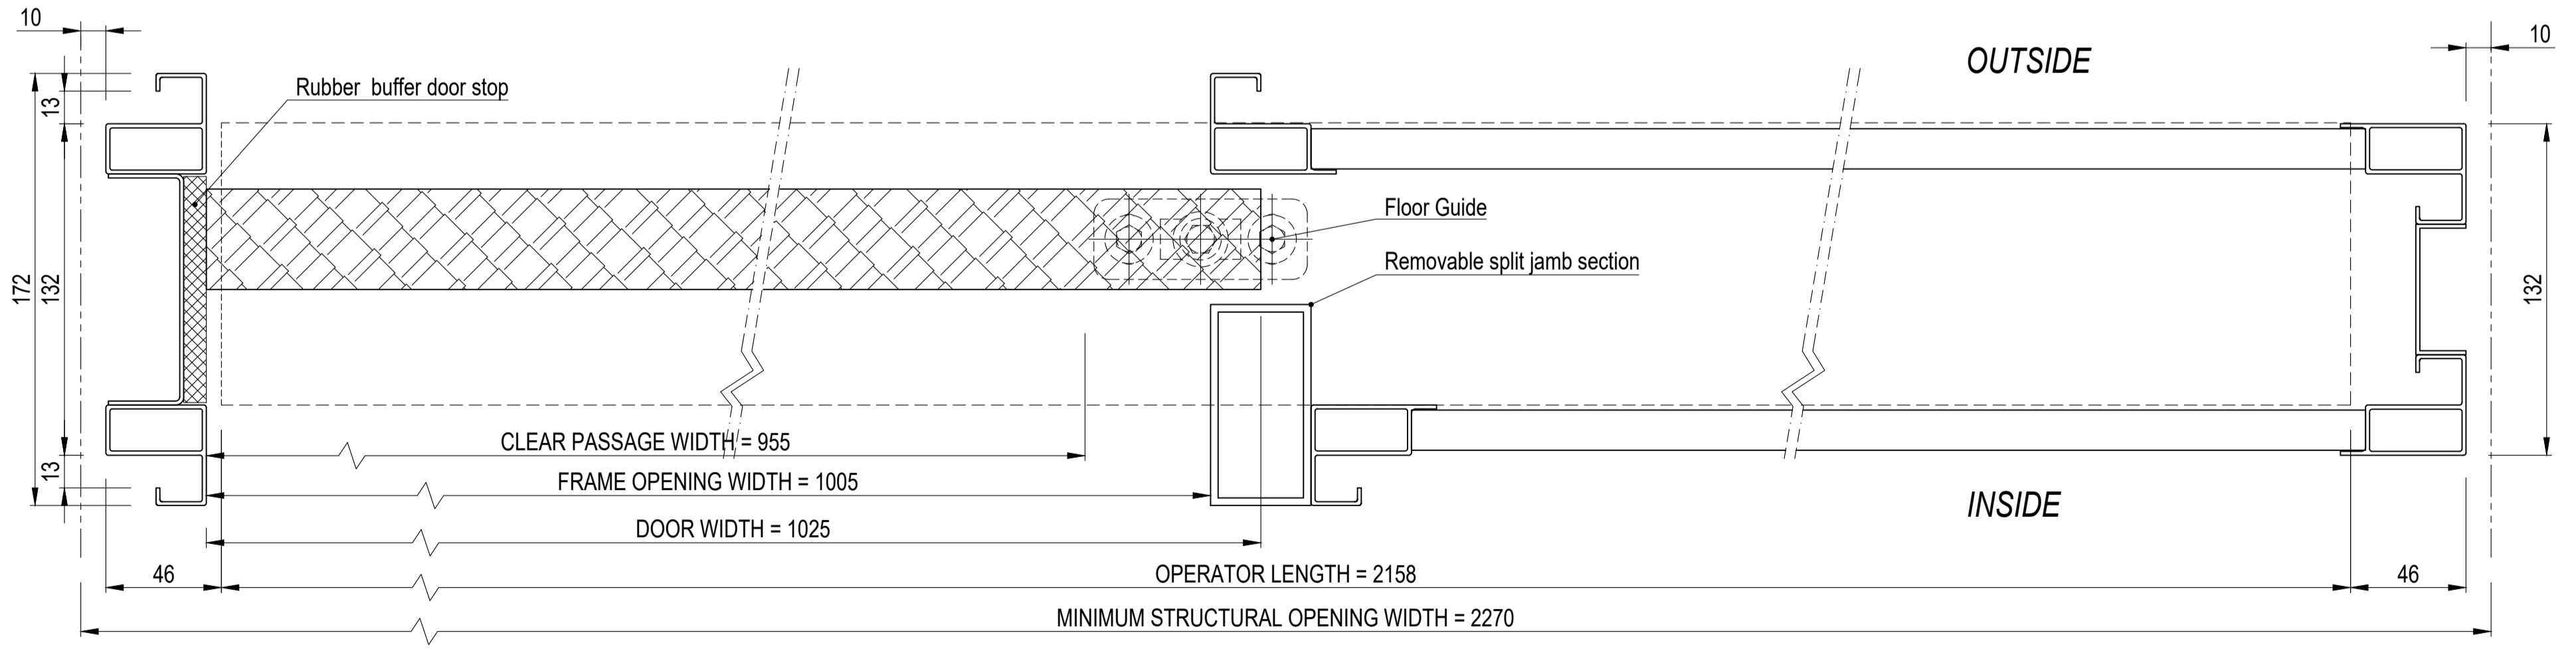 10
10
OUTSIDE
Rubber  buffer door stop
13
172
132
13
Floor Guide
Removable split jamb section
132
CLEAR PASSAGE WIDTH = 955
FRAME OPENING WIDTH = 1005
INSIDE
DOOR WIDTH = 1025
46
OPERATOR LENGTH = 2158
46
MINIMUM STRUCTURAL OPENING WIDTH = 2270